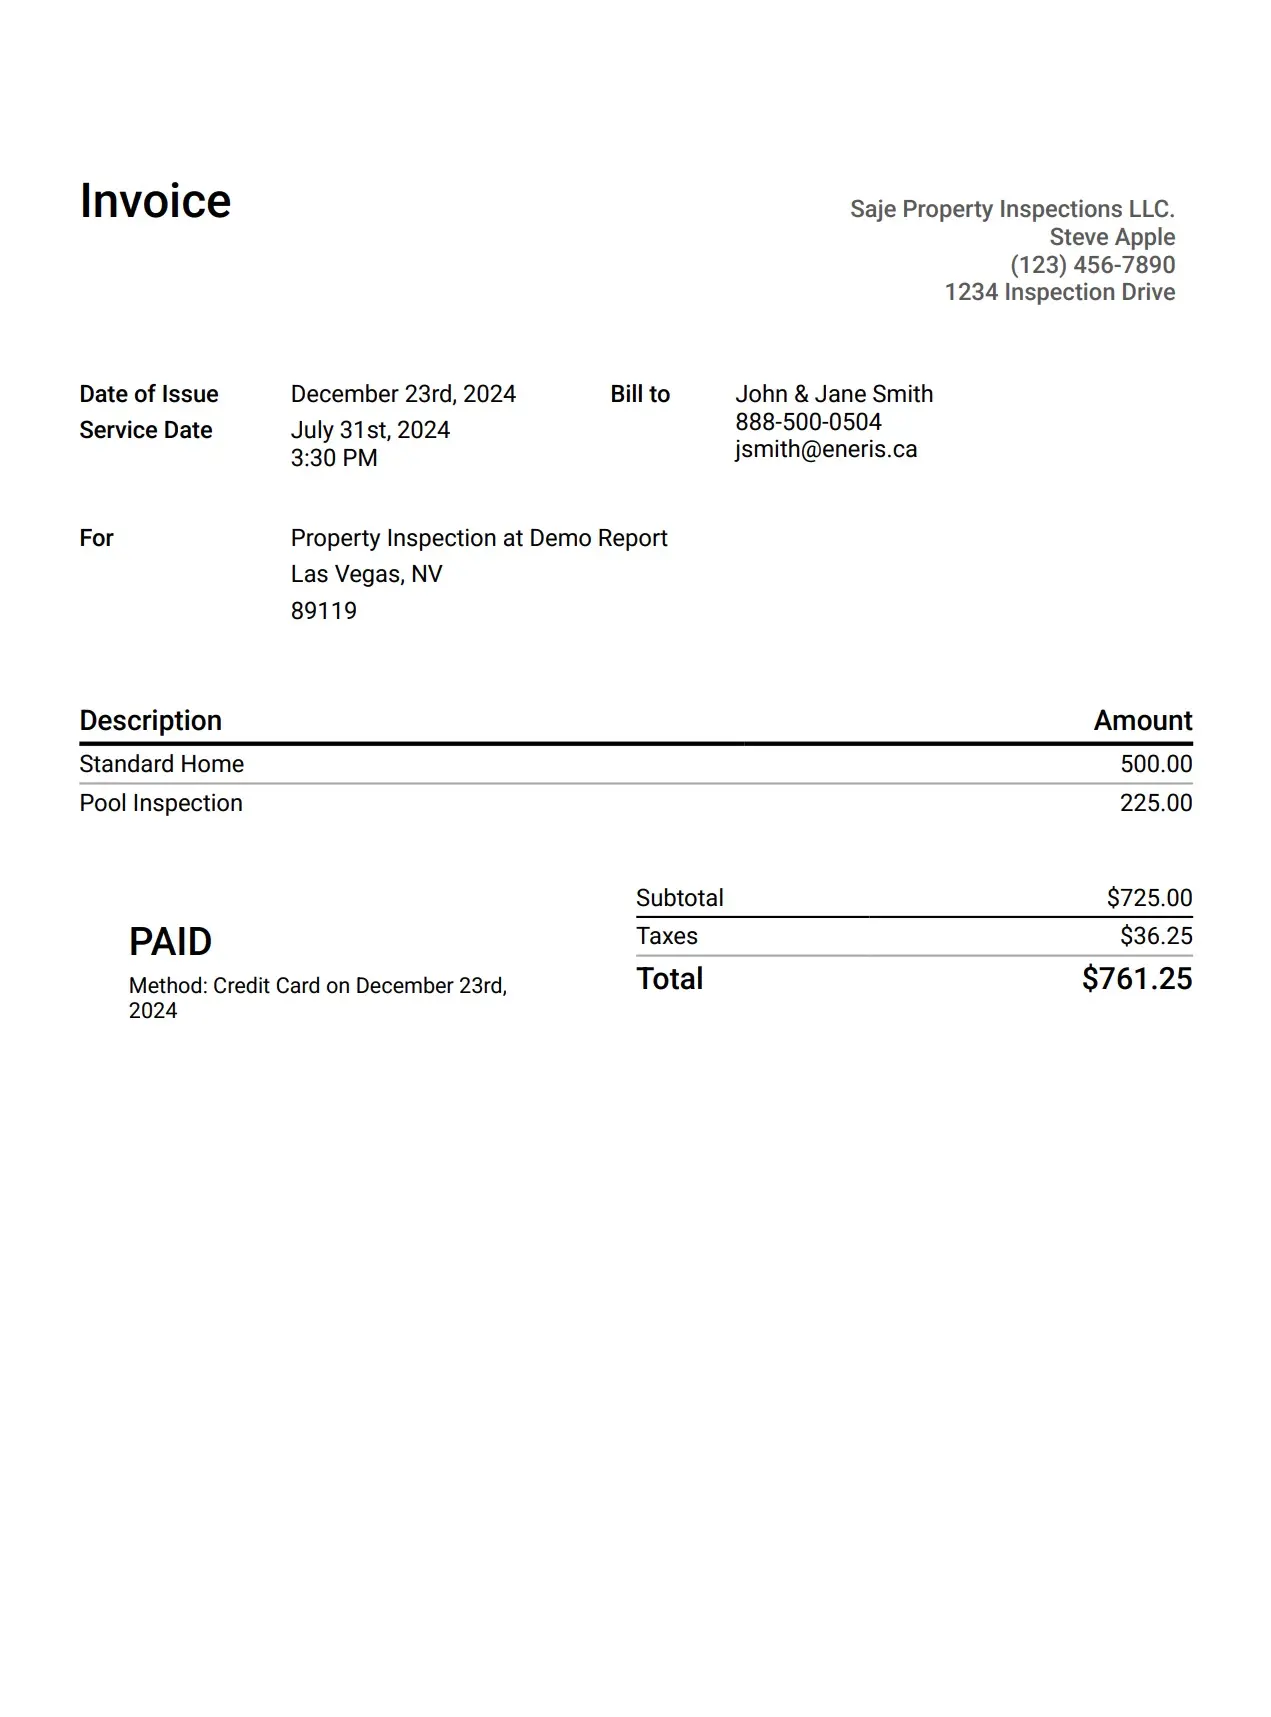 Invoice
Saje Property Inspections LLC.
Steve Apple
(123) 456-7890
1234 Inspection Drive
Date of Issue December 23rd, 2024
Service Date July 31st, 2024
3:30 PM
Bill to John & Jane Smith
888-500-0504
jsmith@eneris.ca
For Property Inspection at Demo Report
Las Vegas, NV
89119
Description Amount
Standard Home 500.00
Pool Inspection 225.00
Subtotal $725.00
Taxes $36.25
Total $761.25
PAID
Method: Credit Card on December 23rd,
2024